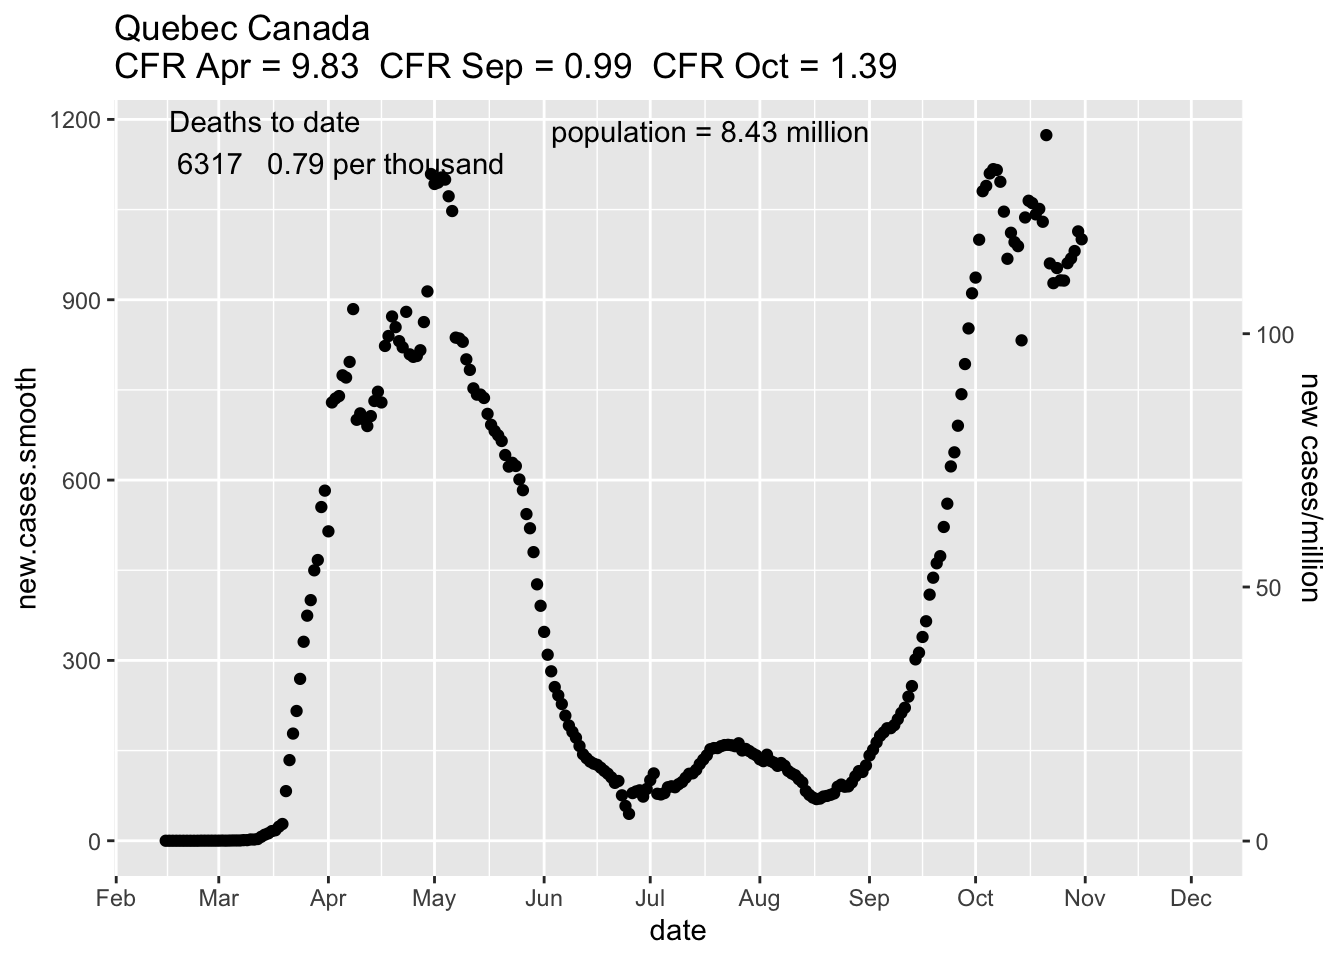 Quebec Canada
CFR Apr = 9.83  CFR Sep = 0.99  CFR Oct = 1.39
Deaths to date
6317   0.79 per thousand
population = 8.43 million
1200
900
600
300
0
new.cases.smooth
100
50
0
new cases/million
Feb Mar Apr May Jun Jul Aug Sep Oct Nov Dec
date